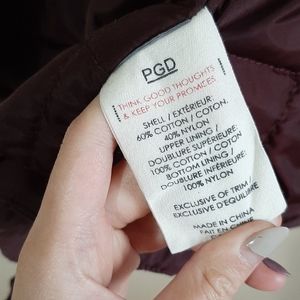 PGD
THINK GOOD THOUGHTS
& KEEP YOUR PROMISES.
SHELL / EXTÉRIEUR:
60% COTTON / COTON,
40% NYLON
UPPER LINING /
DOUBLURE SUPÉRIEURE:
100% COTTON / COTON
BOTTOM LINING /
DOUBLURE INFÉRIEURE:
100% NYLON
EXCLUSIVE OF TRIM /
EXCLUSIVE D'EQUILIBRE
MADE IN CHINA
FAIT EN CHINE